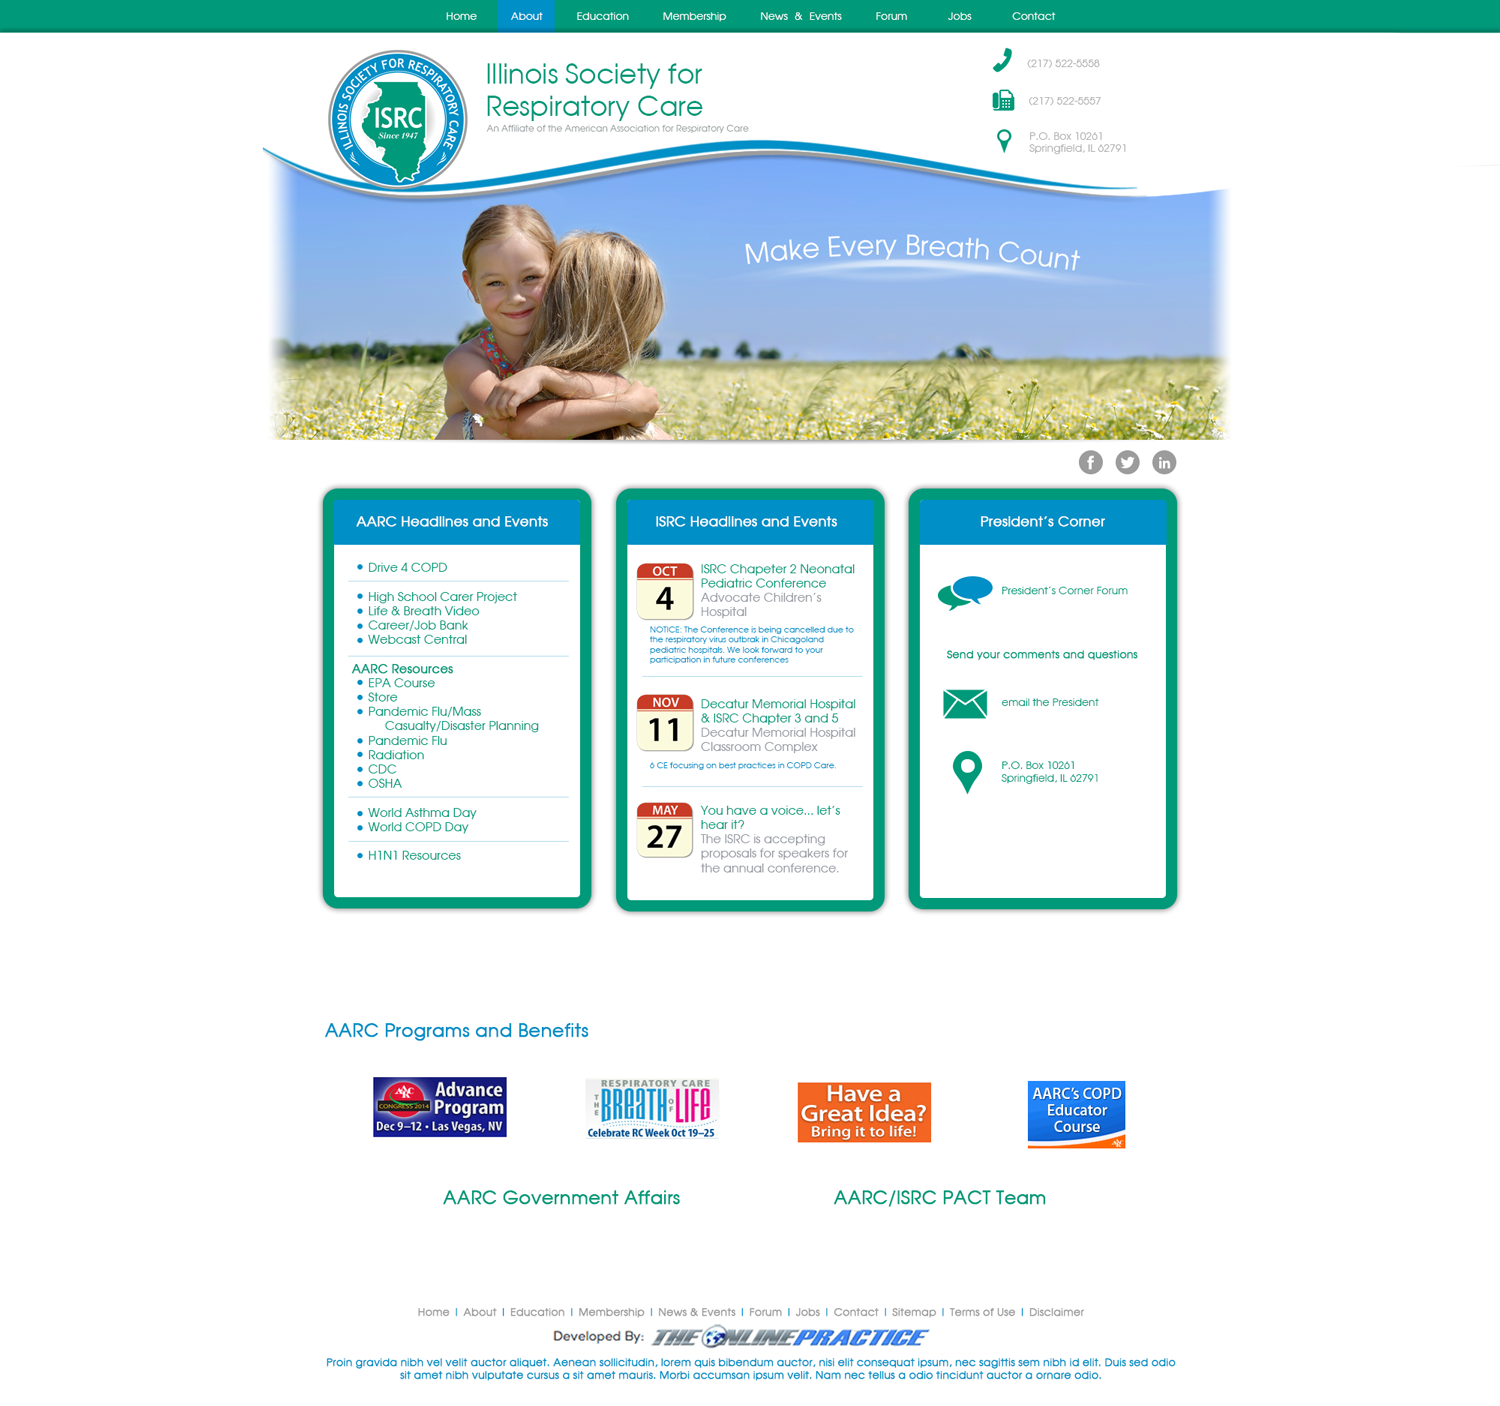 Home About Education Membership News & Events Forum Jobs Contact
ILLINOIS SOCIETY FOR RESPIRATORY CARE
ISRC
Since 1947
Illinois Society for
Respiratory Care
An Affiliate of the American Association for Respiratory Care
(217) 522-5558
(217) 522-5557
P.O. Box 10261
Springfield, IL 62791
Make Every Breath Count
f in
AARC Headlines and Events
Drive 4 COPD
High School Carer Project
Life & Breath Video
Career/Job Bank
Webcast Central
AARC Resources
EPA Course
Store
Pandemic Flu/Mass
Casualty/Disaster Planning
Pandemic Flu
Radiation
CDC
OSHA
World Asthma Day
World COPD Day
H1N1 Resources
ISRC Headlines and Events
OCT
4
ISRC Chapeter 2 Neonatal
Pediatric Conference
Advocate Children's
Hospital
NOTICE: The Conference is being cancelled due to
the respiratory virus outbrak in Chicagoland
pediatric hospitals. We look forward to your
participation in future conferences
NOV
11
Decatur Memorial Hospital
& ISRC Chapter 3 and 5
Decatur Memorial Hospital
Classroom Complex
6 CE focusing on best practices in COPD Care.
MAY
27
You have a voice... let's
hear it?
The ISRC is accepting
proposals for speakers for
the annual conference.
President's Corner
President's Corner Forum
Send your comments and questions
email the President
P.O. Box 10261
Springfield, IL 62791
AARC Programs and Benefits
AARC
CONGRESS 2014
Advance
Program
Dec 9–12 • Las Vegas, NV
RESPIRATORY CARE
THE BREATH OF LIFE
Celebrate RC Week Oct 19–25
Have a
Great Idea?
Bring it to life!
AARC's COPD
Educator
Course
AARC Government Affairs
AARC/ISRC PACT Team
Home | About | Education | Membership | News & Events | Forum | Jobs | Contact | Sitemap | Terms of Use | Disclaimer
Developed By: THE ONLINE PRACTICE
Proin gravida nibh vel velit auctor aliquet. Aenean sollicitudin, lorem quis bibendum auctor, nisi elit consequat ipsum, nec sagittis sem nibh id elit. Duis sed odio
sit amet nibh vulputate cursus a sit amet mauris. Morbi accumsan ipsum velit. Nam nec tellus a odio tincidunt auctor a ornare odio.